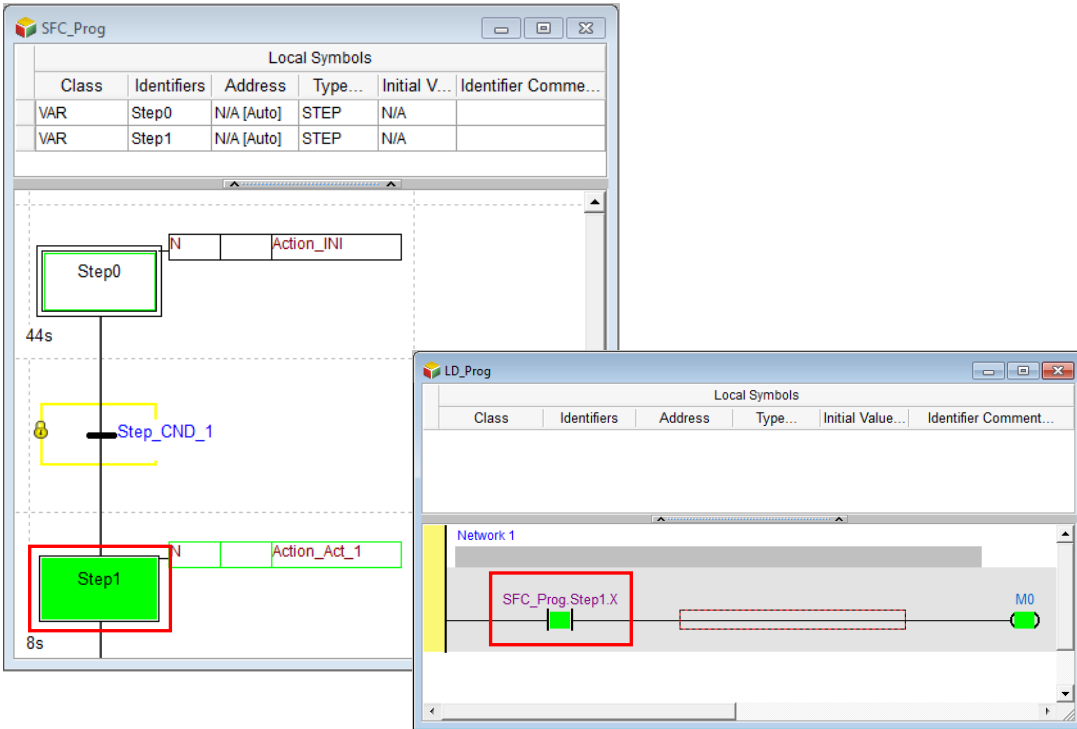 SFC_Prog
Local Symbols
Class Identifiers Address Type... Initial V... Identifier Comme...
VAR Step0 N/A [Auto] STEP N/A
VAR Step1 N/A [Auto] STEP N/A
N Action_INI
Step0
44s
Step_CND_1
N Action_Act_1
Step1
8s
LD_Prog
Local Symbols
Class Identifiers Address Type... Initial Value... Identifier Comment...
Network 1
SFC_Prog.Step1.X M0